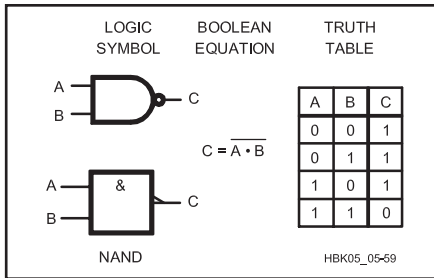 LOGIC SYMBOL
BOOLEAN EQUATION
TRUTH TABLE
A
B
C
C = \overline{A • B}
A
B
&
C
NAND
A B C
0 0 1
0 1 1
1 0 1
1 1 0
HBK05_05-59